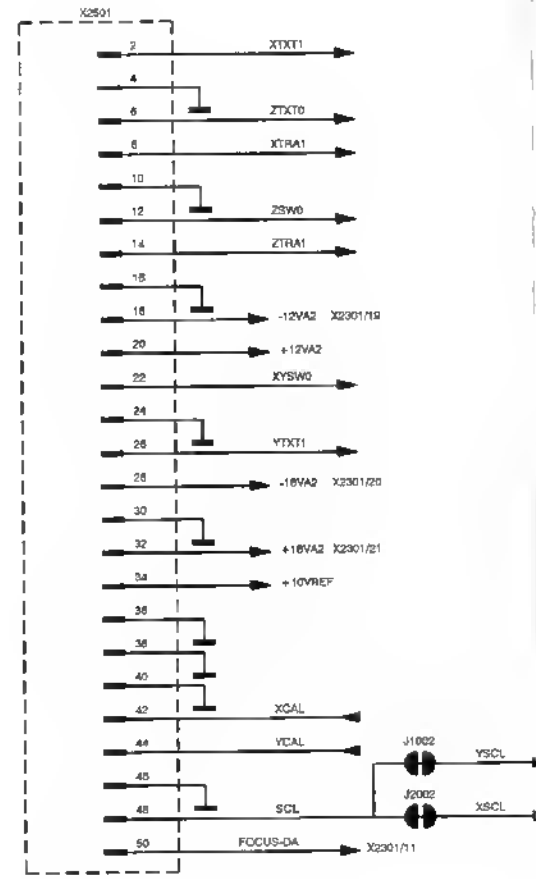 X2501
2 XTXT1
4
6 ZTXT0
8 XTRA1
10
12 ZSW0
14 ZTRA1
16
18 -12VA2 X2301/19
20 +12VA2
22 XYSW0
24
26 YTXT1
28 -18VA2 X2301/20
30
32 +18VA2 X2301/21
34 +10VREF
36
38
40
42 XCAL
44 YCAL
J1002 YSCL
46
J2002
48 SCL XSCL
50 FOCUS-DA X2301/11